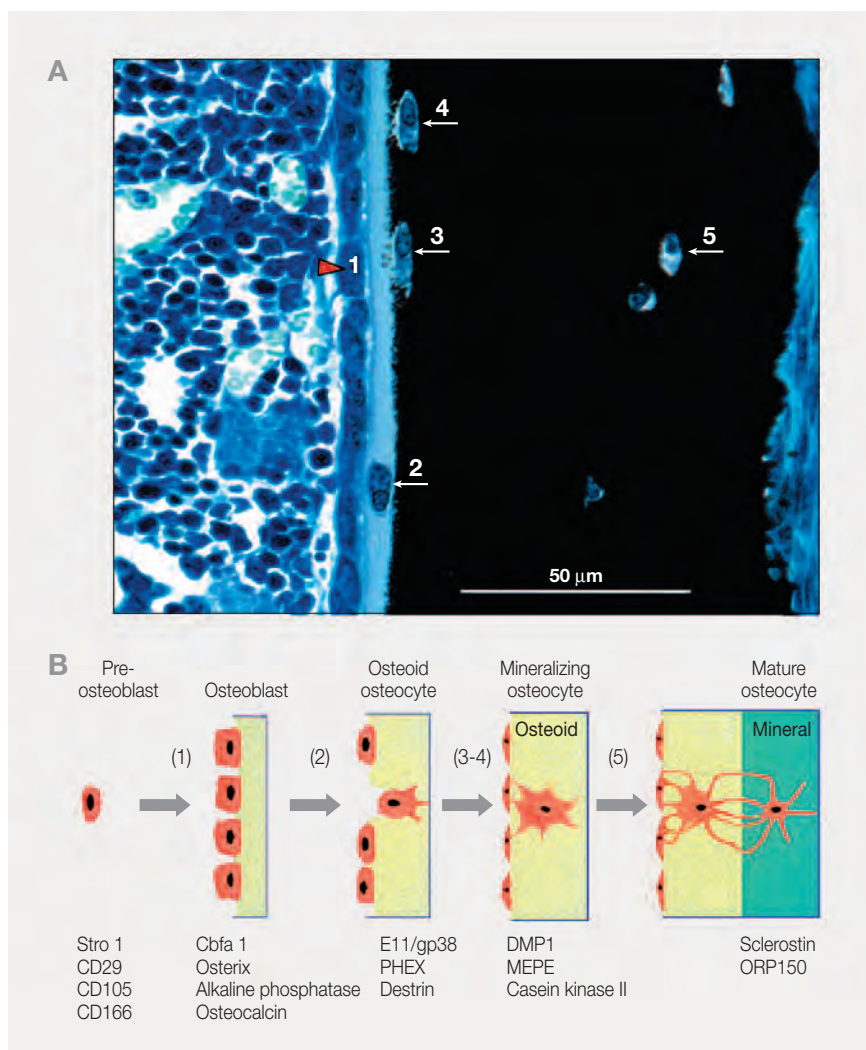 A
4
3
5
1
2
50 μm
B
Pre-
osteoblast
Osteoblast
Osteoid
osteocyte
Mineralizing
osteocyte
Mature
osteocyte
(1)
(2)
(3-4)
(5)
Osteoid
Mineral
Stro 1
CD29
CD105
CD166
Cbfa 1
Osterix
Alkaline phosphatase
Osteocalcin
E11/gp38
PHEX
Destrin
DMP1
MEPE
Casein kinase II
Sclerostin
ORP150